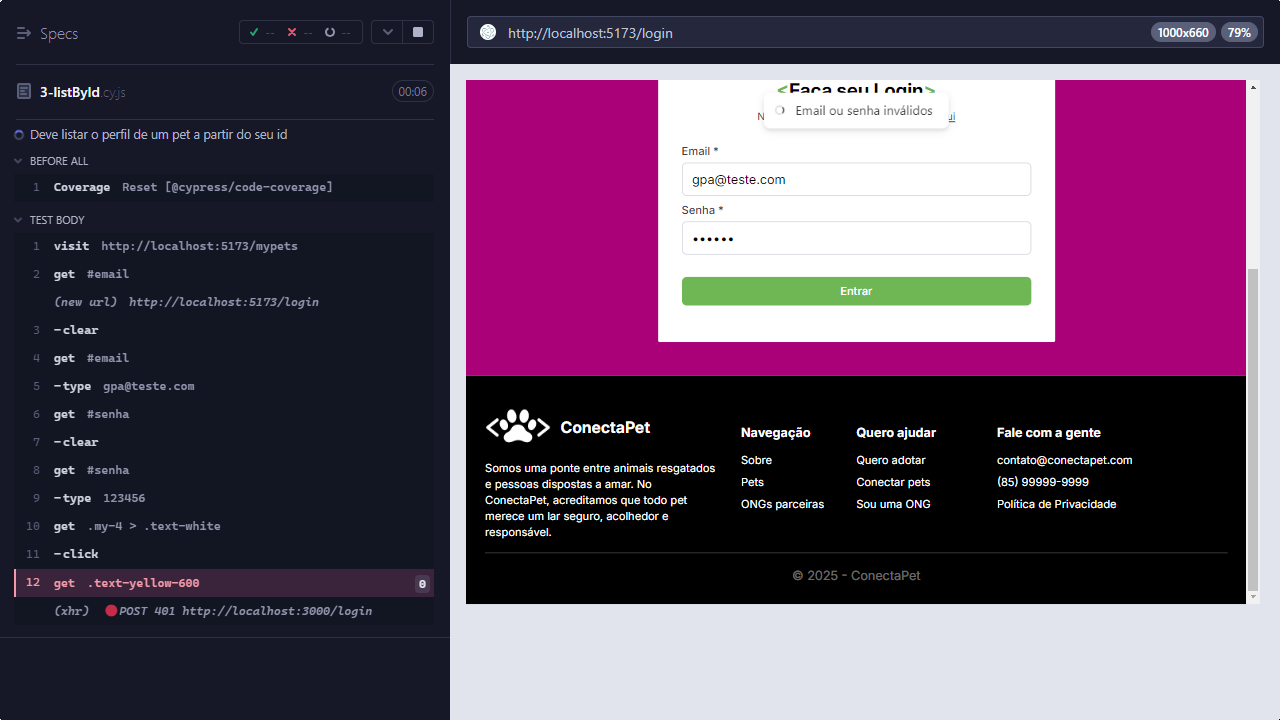 Specs
-- -- --
3-listById.cy.js
00:06
Deve listar o perfil de um pet a partir do seu id
BEFORE ALL
1 Coverage Reset [@cypress/code-coverage]
TEST BODY
1 visit http://localhost:5173/mypets
2 get #email
(new url) http://localhost:5173/login
3 -clear
4 get #email
5 -type gpa@teste.com
6 get #senha
7 -clear
8 get #senha
9 -type 123456
10 get .my-4 > .text-white
11 -click
12 get .text-yellow-600 0
(xhr) POST 401 http://localhost:3000/login
http://localhost:5173/login
1000x660
79%
<Faça seu Login>
Email ou senha inválidos
Email *
gpa@teste.com
Senha *
••••••
Entrar
ConectaPet
Somos uma ponte entre animais resgatados
e pessoas dispostas a amar. No
ConectaPet, acreditamos que todo pet
merece um lar seguro, acolhedor e
responsável.
Navegação
Sobre
Pets
ONGs parceiras
Quero ajudar
Quero adotar
Conectar pets
Sou uma ONG
Fale com a gente
contato@conectapet.com
(85) 99999-9999
Política de Privacidade
© 2025 - ConectaPet